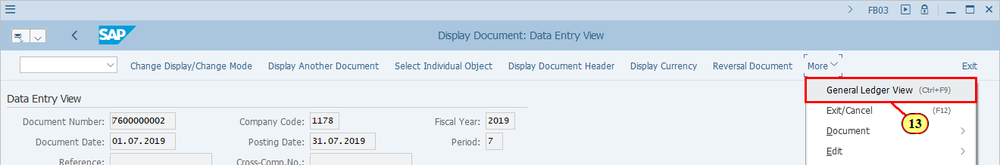 FB03
SAP Display Document: Data Entry View
Change Display/Change Mode Display Another Document Select Individual Object Display Document Header Display Currency Reversal Document More Exit
General Ledger View (Ctrl+F9)
Data Entry View
Exit/Cancel (F12)
13
Document Number: 7600000002 Company Code: 1178 Fiscal Year: 2019
Document
Document Date: 01.07.2019 Posting Date: 31.07.2019 Period: 7
Edit
Reference: Cross-Comp.No.: